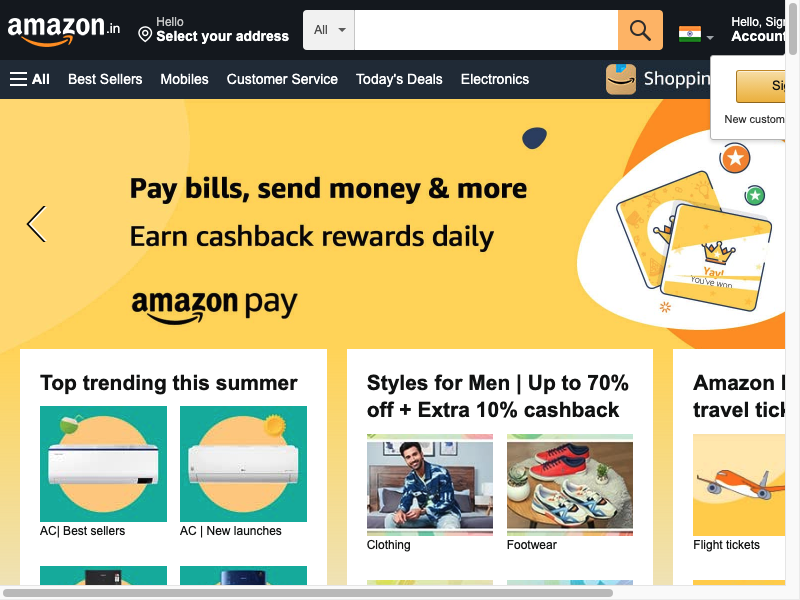 amazon.in
Hello
Select your address
All
Hello, Sig
Account
All
Best Sellers
Mobiles
Customer Service
Today's Deals
Electronics
Shoppin
Si
New custom
Pay bills, send money & more
Earn cashback rewards daily
amazon pay
Yay!
You've won
Top trending this summer
AC| Best sellers
AC | New launches
Styles for Men | Up to 70%
off + Extra 10% cashback
Clothing
Footwear
Amazon
travel tick
Flight tickets